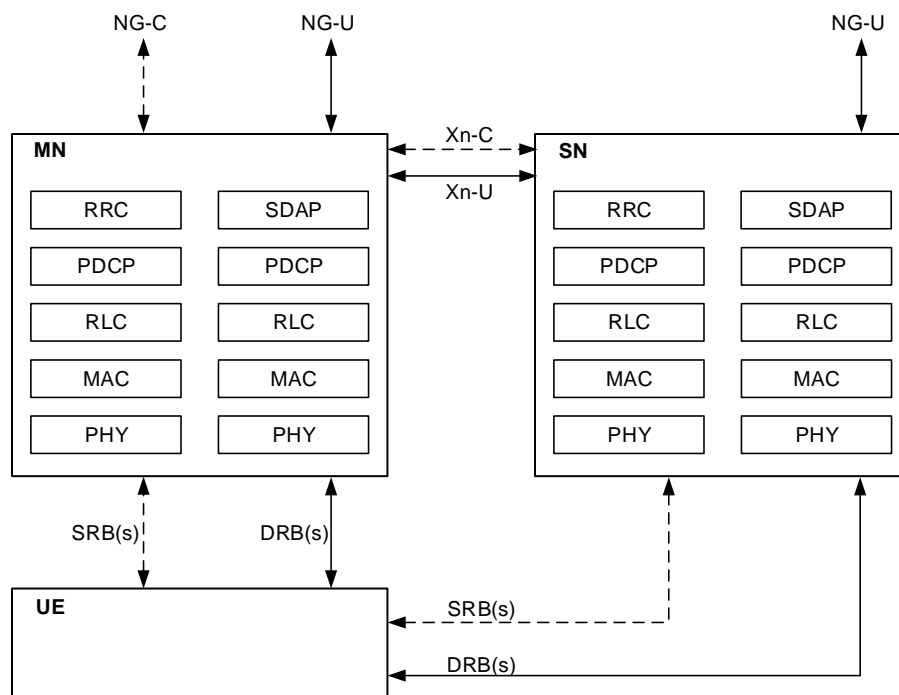 NG-C
NG-U
NG-U
MN
Xn-C
SN
Xn-U
RRC
SDAP
RRC
SDAP
PDCP
PDCP
PDCP
PDCP
RLC
RLC
RLC
RLC
MAC
MAC
MAC
MAC
PHY
PHY
PHY
PHY
SRB(s)
DRB(s)
UE
SRB(s)
DRB(s)